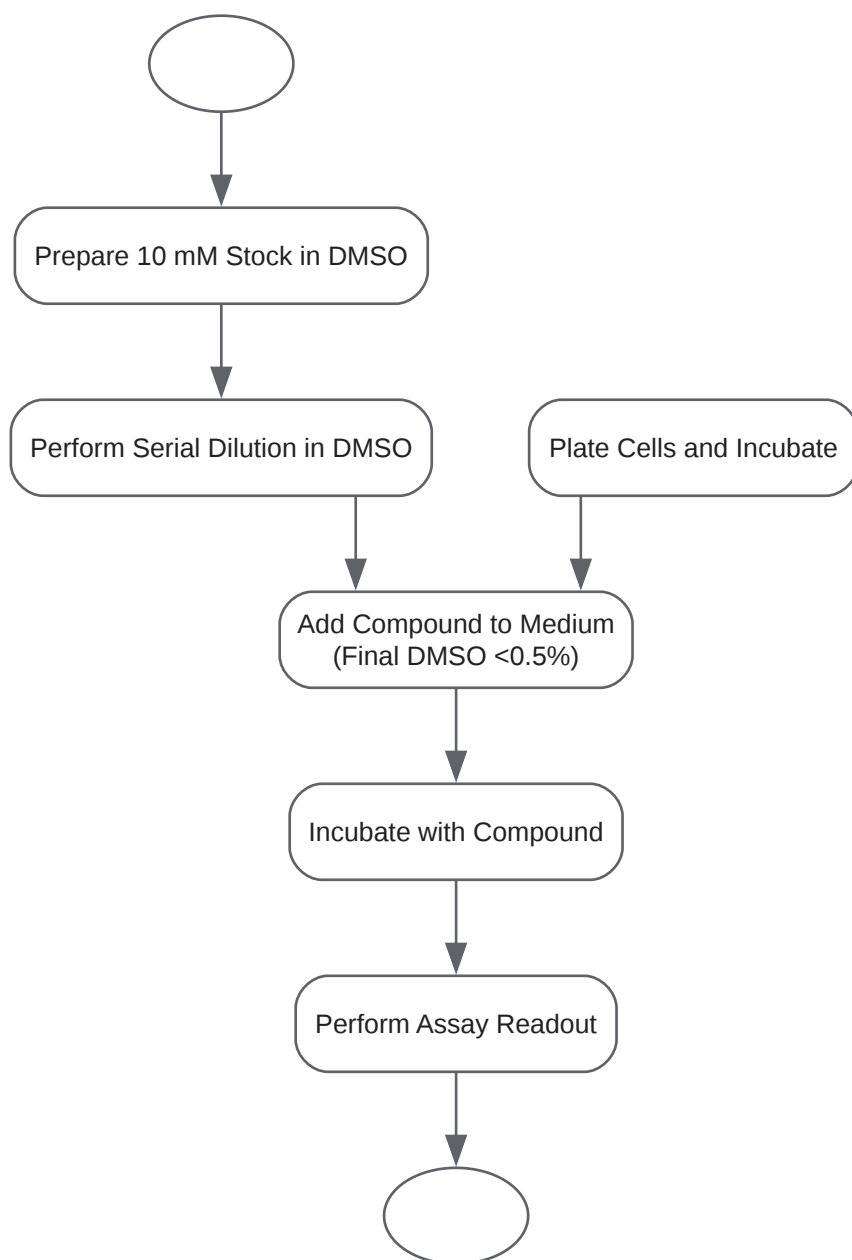 Prepare 10 mM Stock in DMSO
Perform Serial Dilution in DMSO
Plate Cells and Incubate
Add Compound to Medium
(Final DMSO <0.5%)
Incubate with Compound
Perform Assay Readout